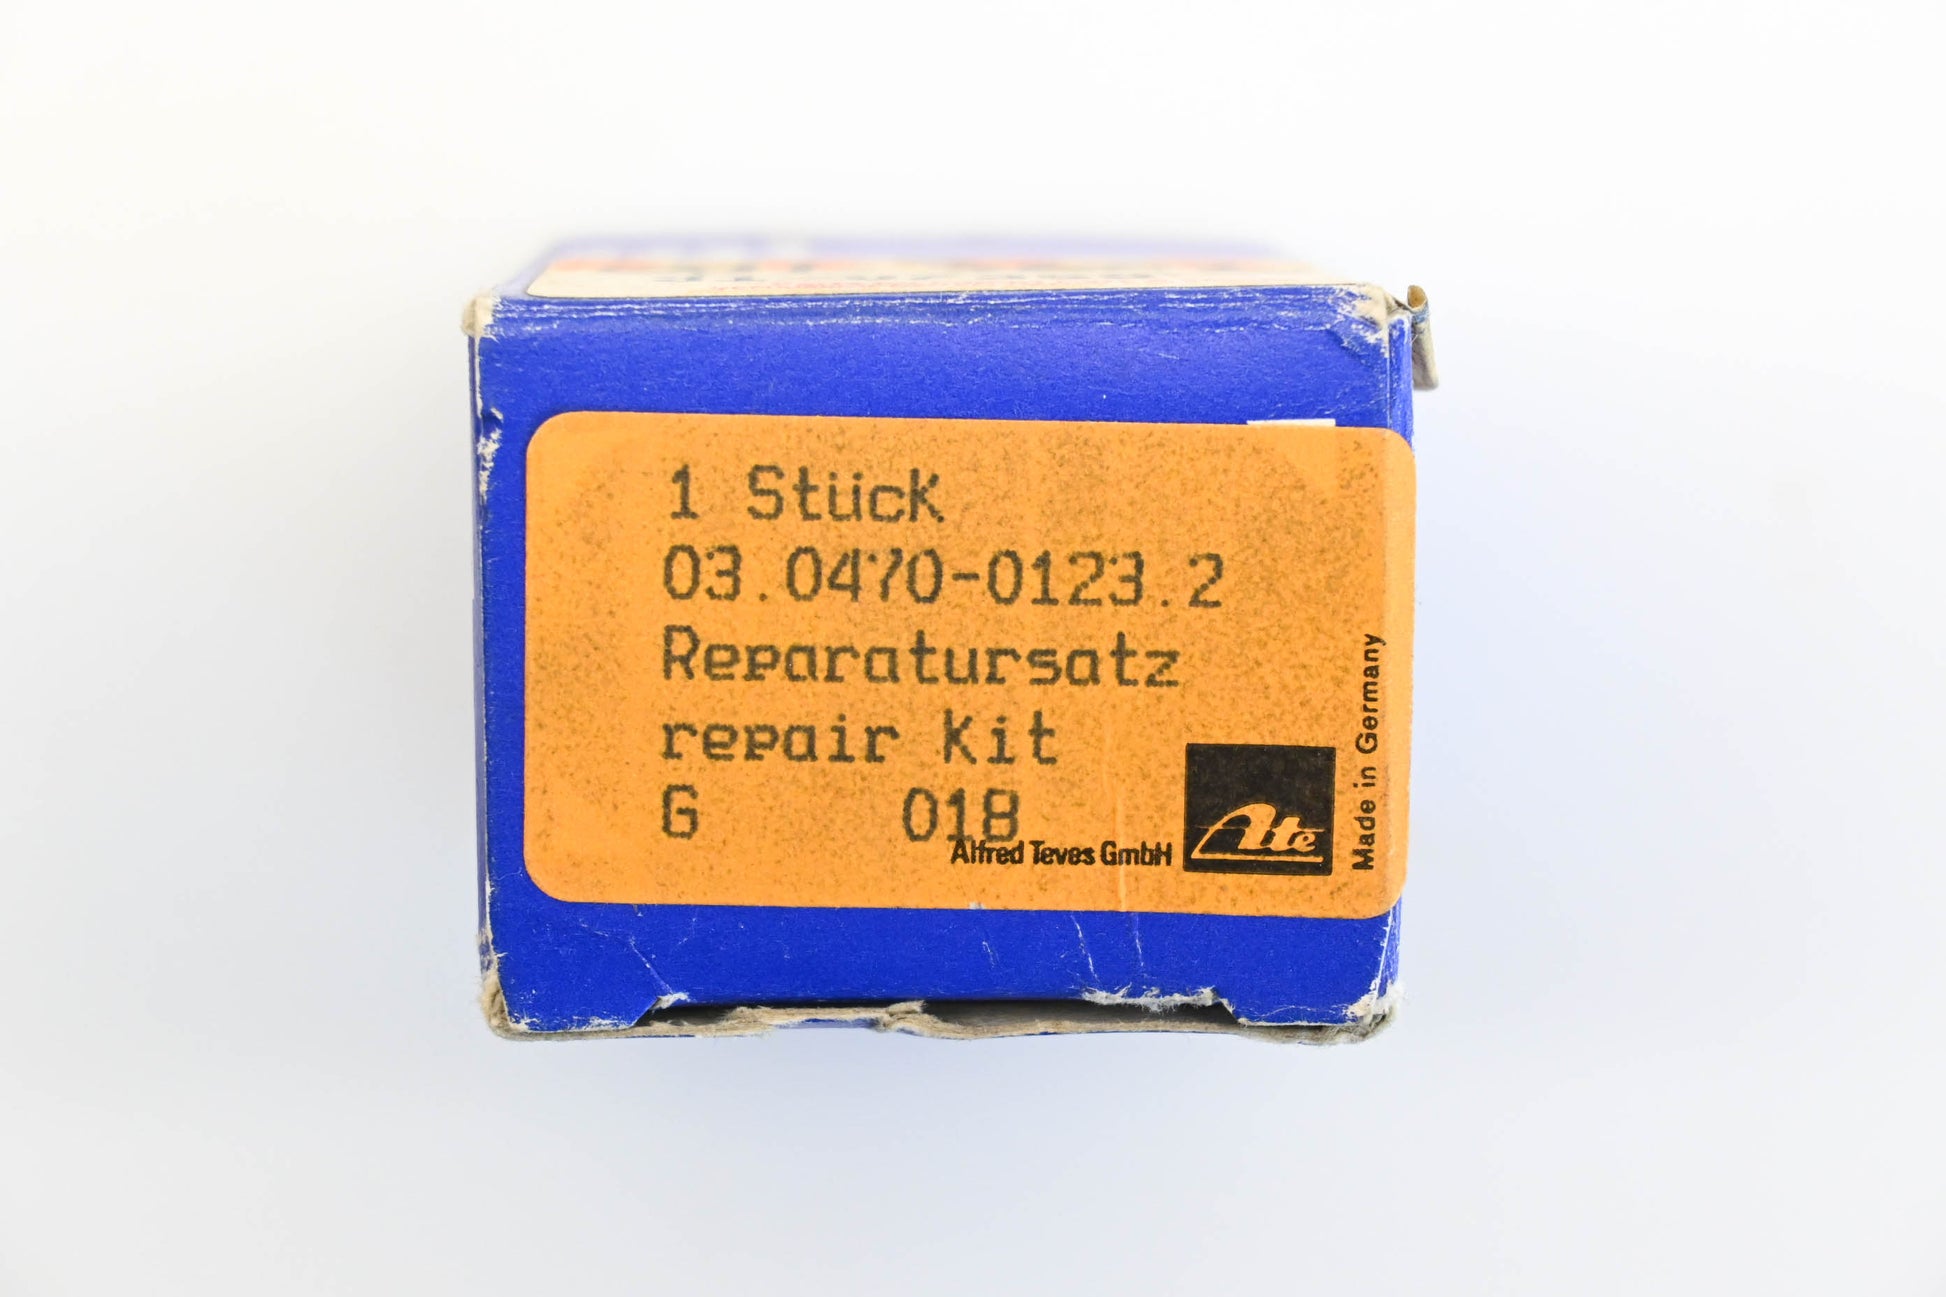 1 Stück
03.0470-0123.2
Reparatursatz
repair Kit
G 018
Alfred Teves GmbH
Ate
Made in Germany